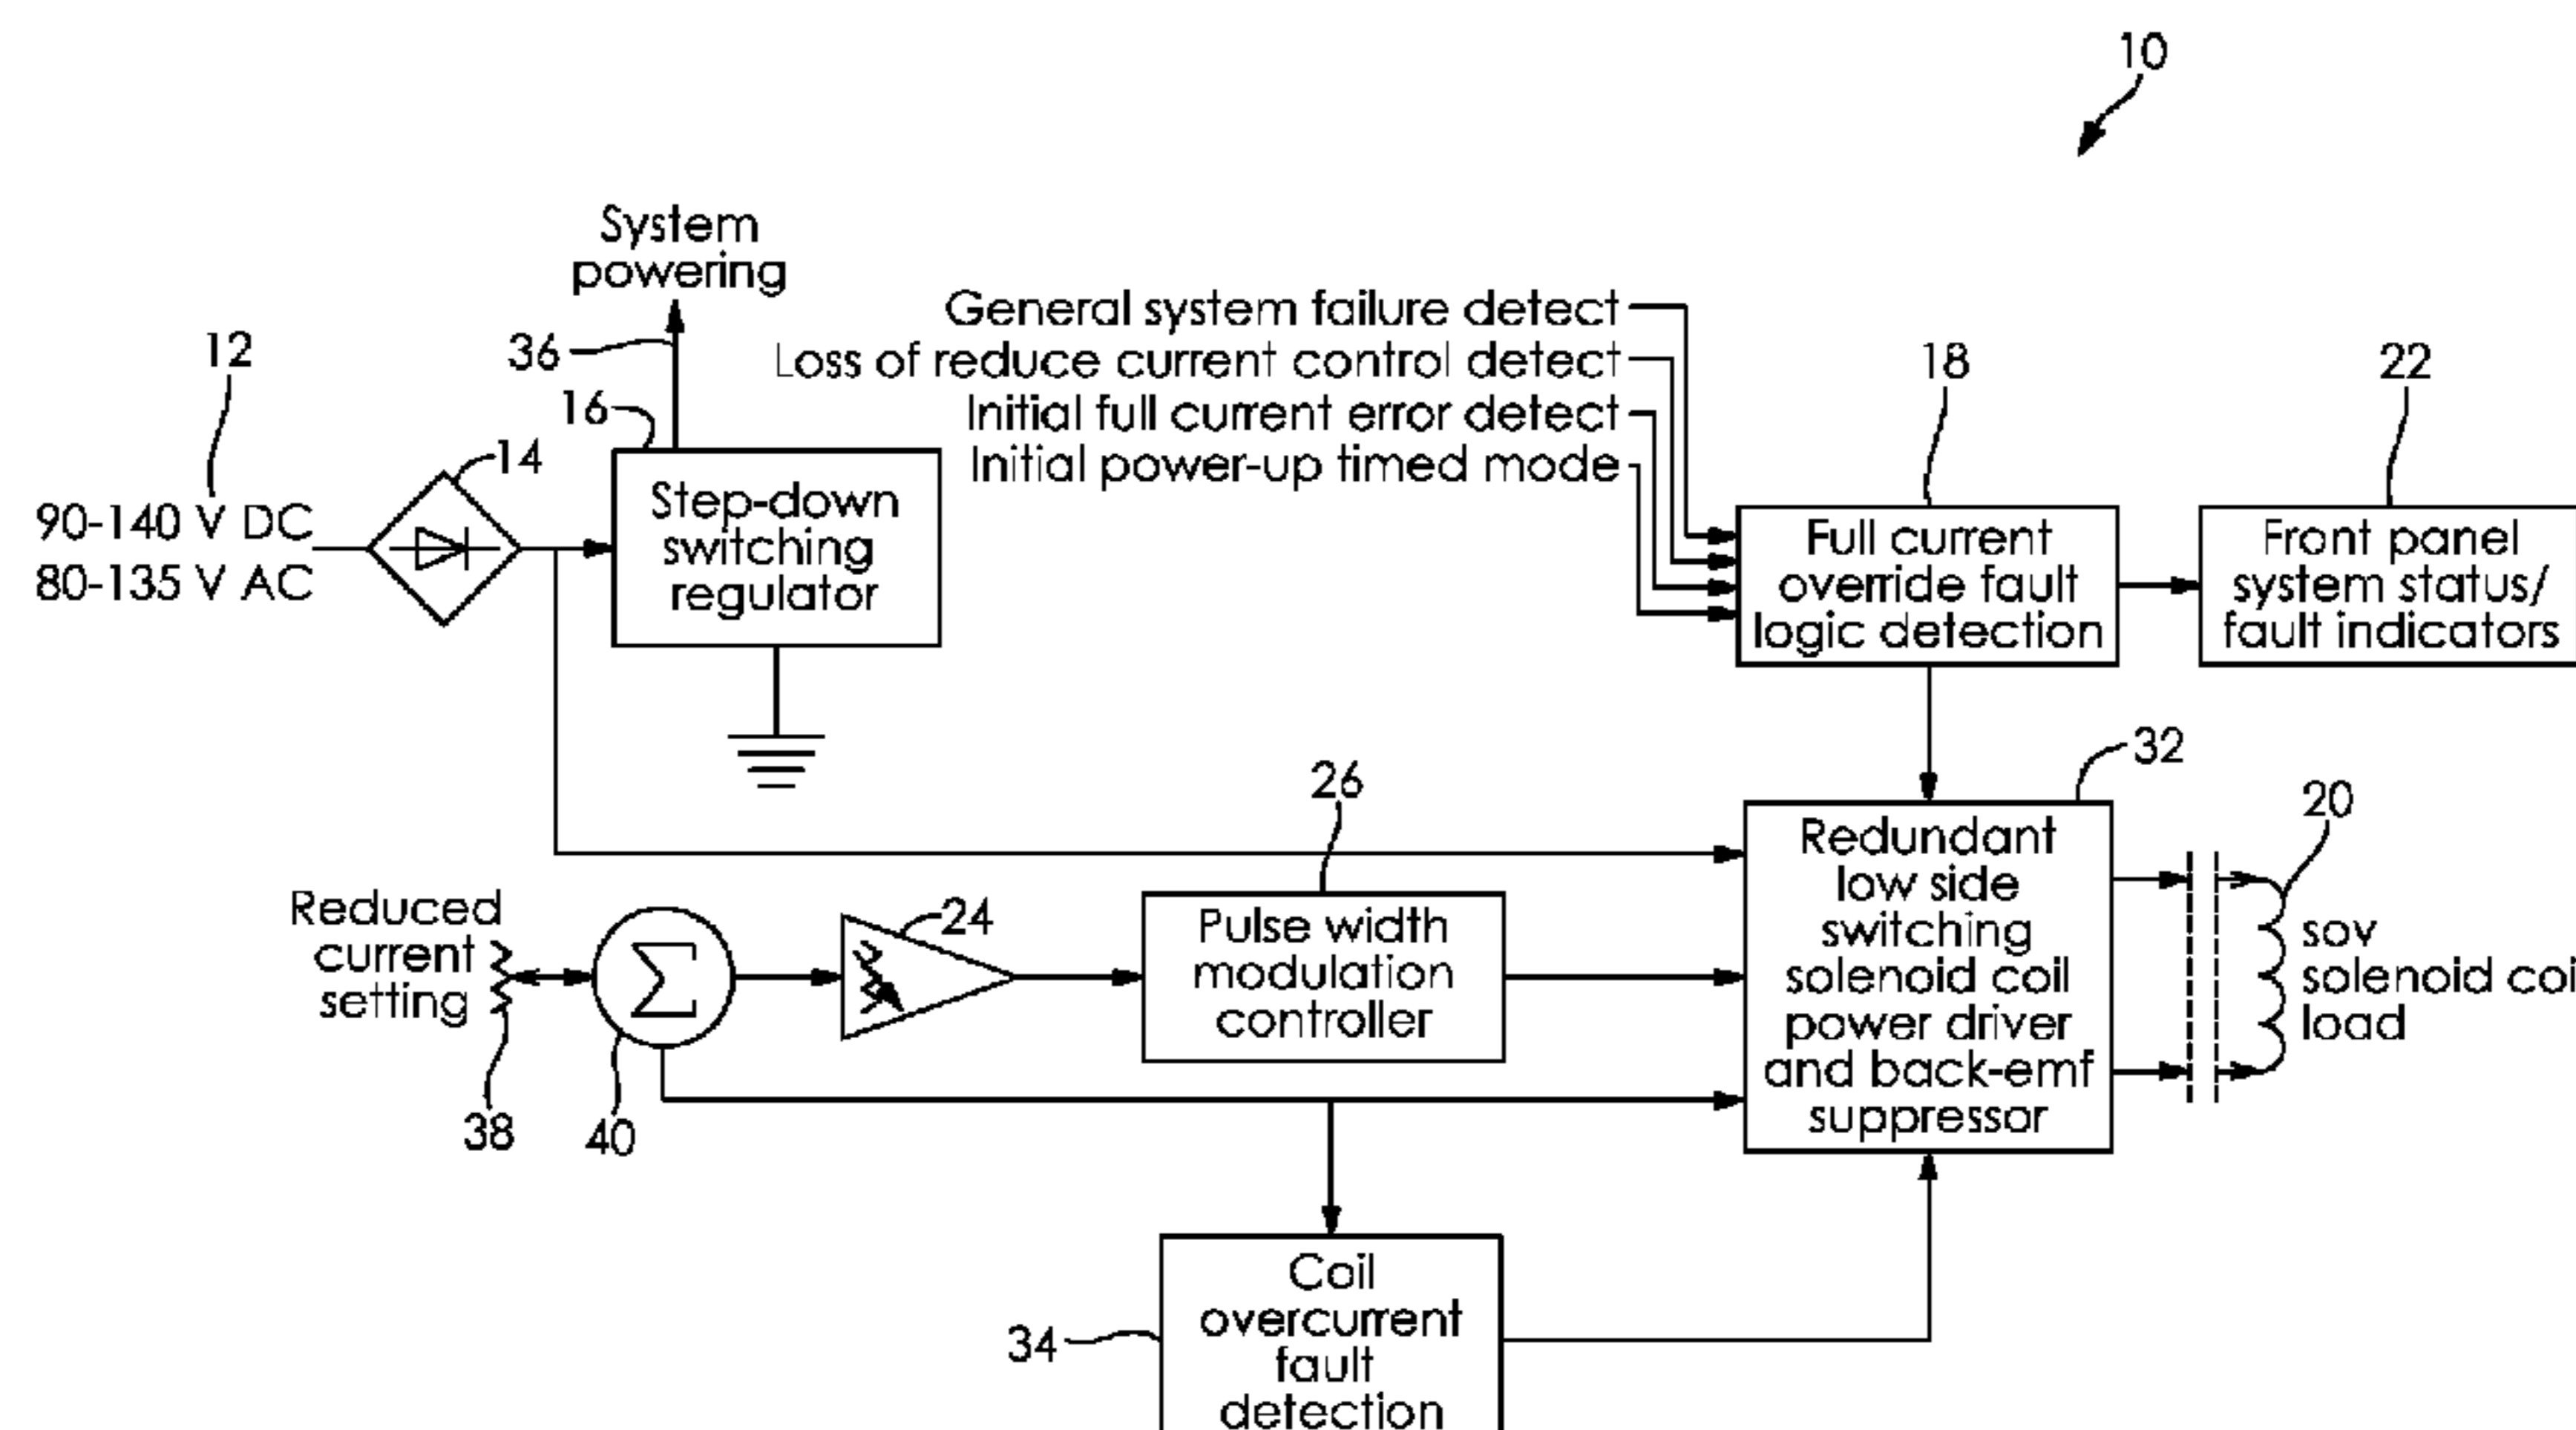 10
System
powering
36
12
16
14
90-140 V DC
80-135 V AC
Step-down
switching
regulator
General system failure detect
Loss of reduce current control detect
Initial full current error detect
Initial power-up timed mode
18
22
Full current
override fault
logic detection
Front panel
system status/
fault indicators
32
26
20
Redundant
low side
switching
solenoid coil
power driver
and back-emf
suppressor
Reduced
current
setting
Σ
24
Pulse width
modulation
controller
sov
solenoid coi
load
38
40
34
Coil
overcurrent
fault
detection